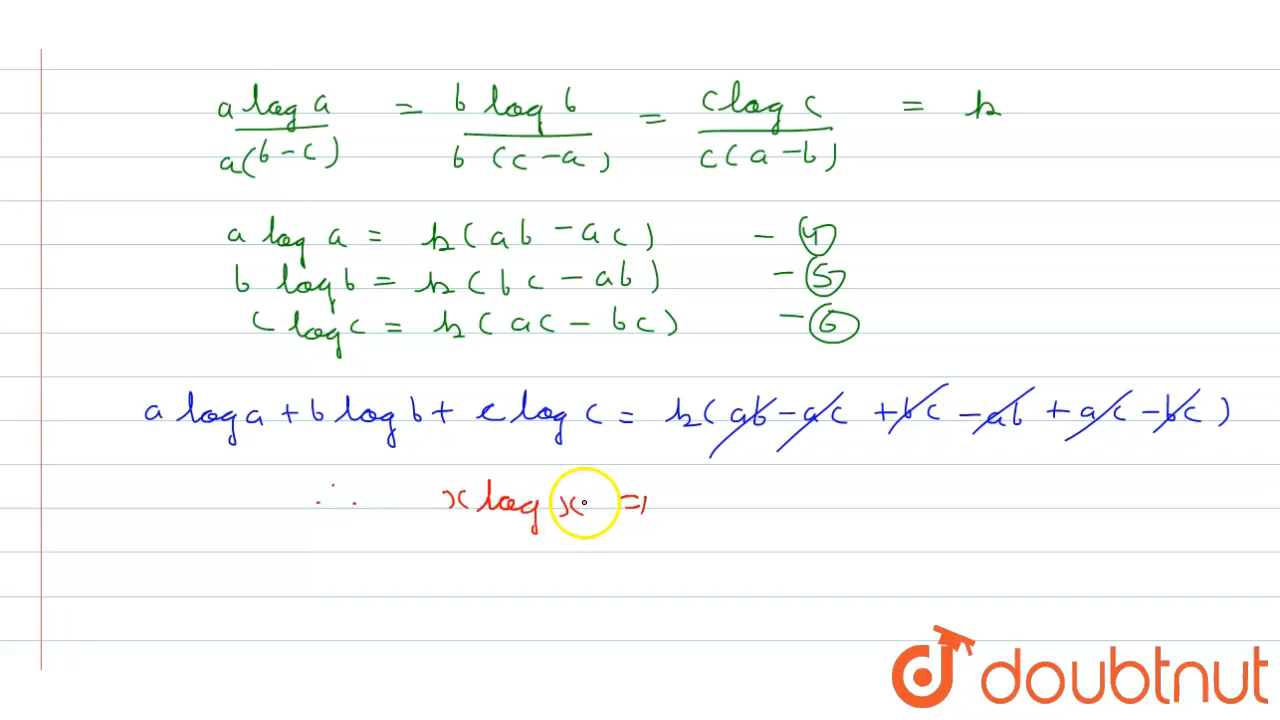 a log a / a(b-c) = b log b / b(c-a) = c log c / c(a-b) = k
a log a = k(ab - ac) - ④
b log b = k(bc - ab) - ⑤
c log c = k(ac - bc) - ⑥
a log a + b log b + c log c = k(ab - ac + bc - ab + ac - bc)
∴ x log x =
doubtnut